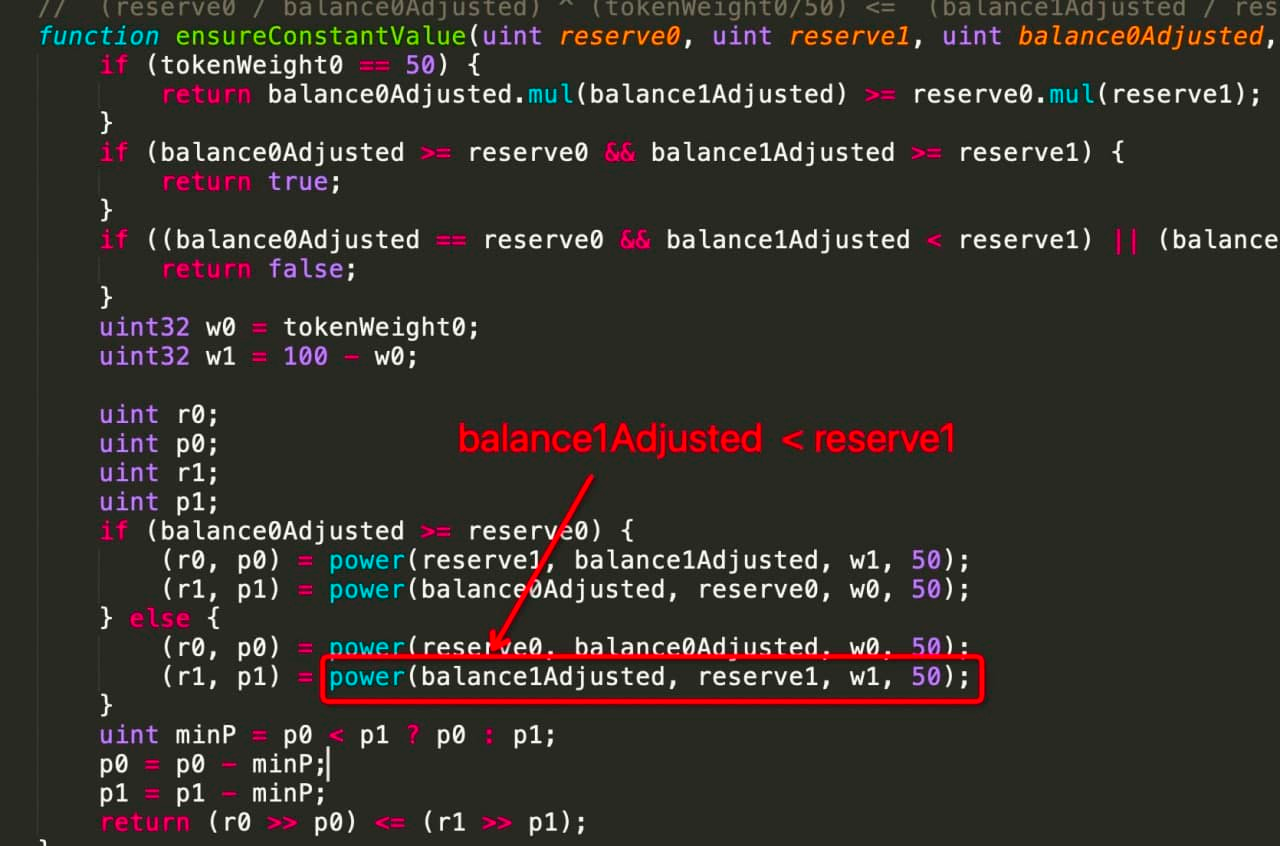 //  (reserve0 / balance0Adjusted) ^ (tokenWeight0/50) <=  (balance1Adjusted / res
function ensureConstantValue(uint reserve0, uint reserve1, uint balance0Adjusted,
if (tokenWeight0 == 50) {
return balance0Adjusted.mul(balance1Adjusted) >= reserve0.mul(reserve1);
}
if (balance0Adjusted >= reserve0 && balance1Adjusted >= reserve1) {
return true;
}
if ((balance0Adjusted == reserve0 && balance1Adjusted < reserve1) || (balance
return false;
}
uint32 w0 = tokenWeight0;
uint32 w1 = 100 - w0;
uint r0;
uint p0;
balance1Adjusted < reserve1
uint r1;
uint p1;
if (balance0Adjusted >= reserve0) {
(r0, p0) = power(reserve1, balance1Adjusted, w1, 50);
(r1, p1) = power(balance0Adjusted, reserve0, w0, 50);
} else {
(r0, p0) = power(reserve0, balance0Adjusted, w0, 50);
(r1, p1) = power(balance1Adjusted, reserve1, w1, 50);
}
uint minP = p0 < p1 ? p0 : p1;
p0 = p0 - minP;
p1 = p1 - minP;
return (r0 >> p0) <= (r1 >> p1);